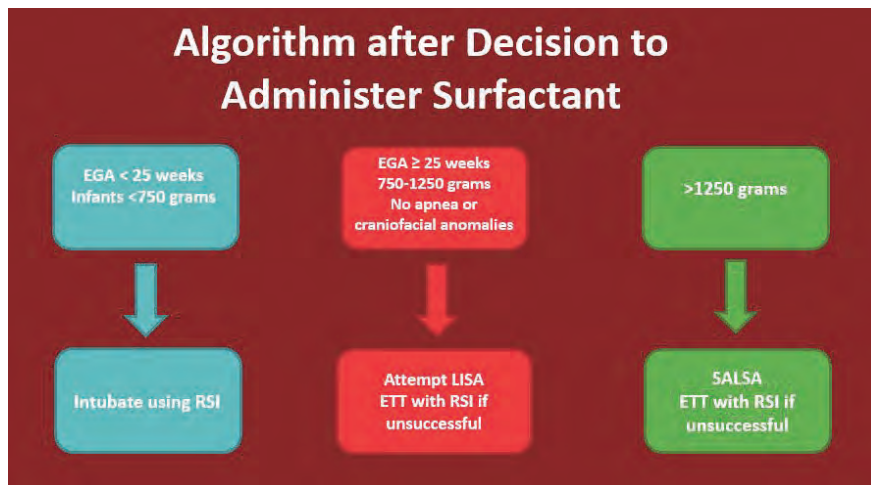 Algorithm after Decision to
Administer Surfactant
EGA < 25 weeks
Infants <750 grams
EGA ≥ 25 weeks
750-1250 grams
No apnea or
craniofacial anomalies
>1250 grams
Intubate using RSI
Attempt LISA
ETT with RSI if
unsuccessful
SALSA
ETT with RSI if
unsuccessful